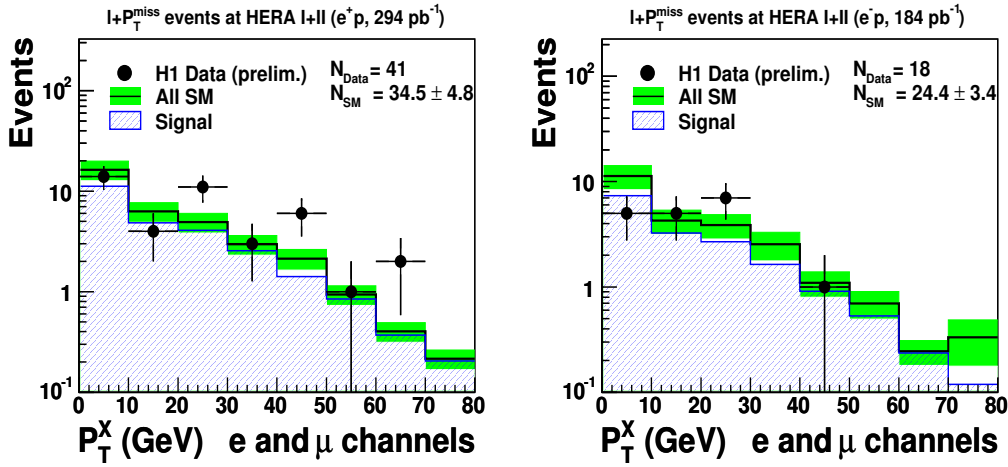 l+P_T^miss events at HERA I+II (e⁺p, 294 pb⁻¹)
Events
10²
10
1
10⁻¹
H1 Data (prelim.)
All SM
Signal
N_Data = 41
N_SM = 34.5 ± 4.8
0 10 20 30 40 50 60 70 80
P_T^X (GeV) e and μ channels
l+P_T^miss events at HERA I+II (e⁻p, 184 pb⁻¹)
Events
10²
10
1
10⁻¹
H1 Data (prelim.)
All SM
Signal
N_Data = 18
N_SM = 24.4 ± 3.4
0 10 20 30 40 50 60 70 80
P_T^X (GeV) e and μ channels